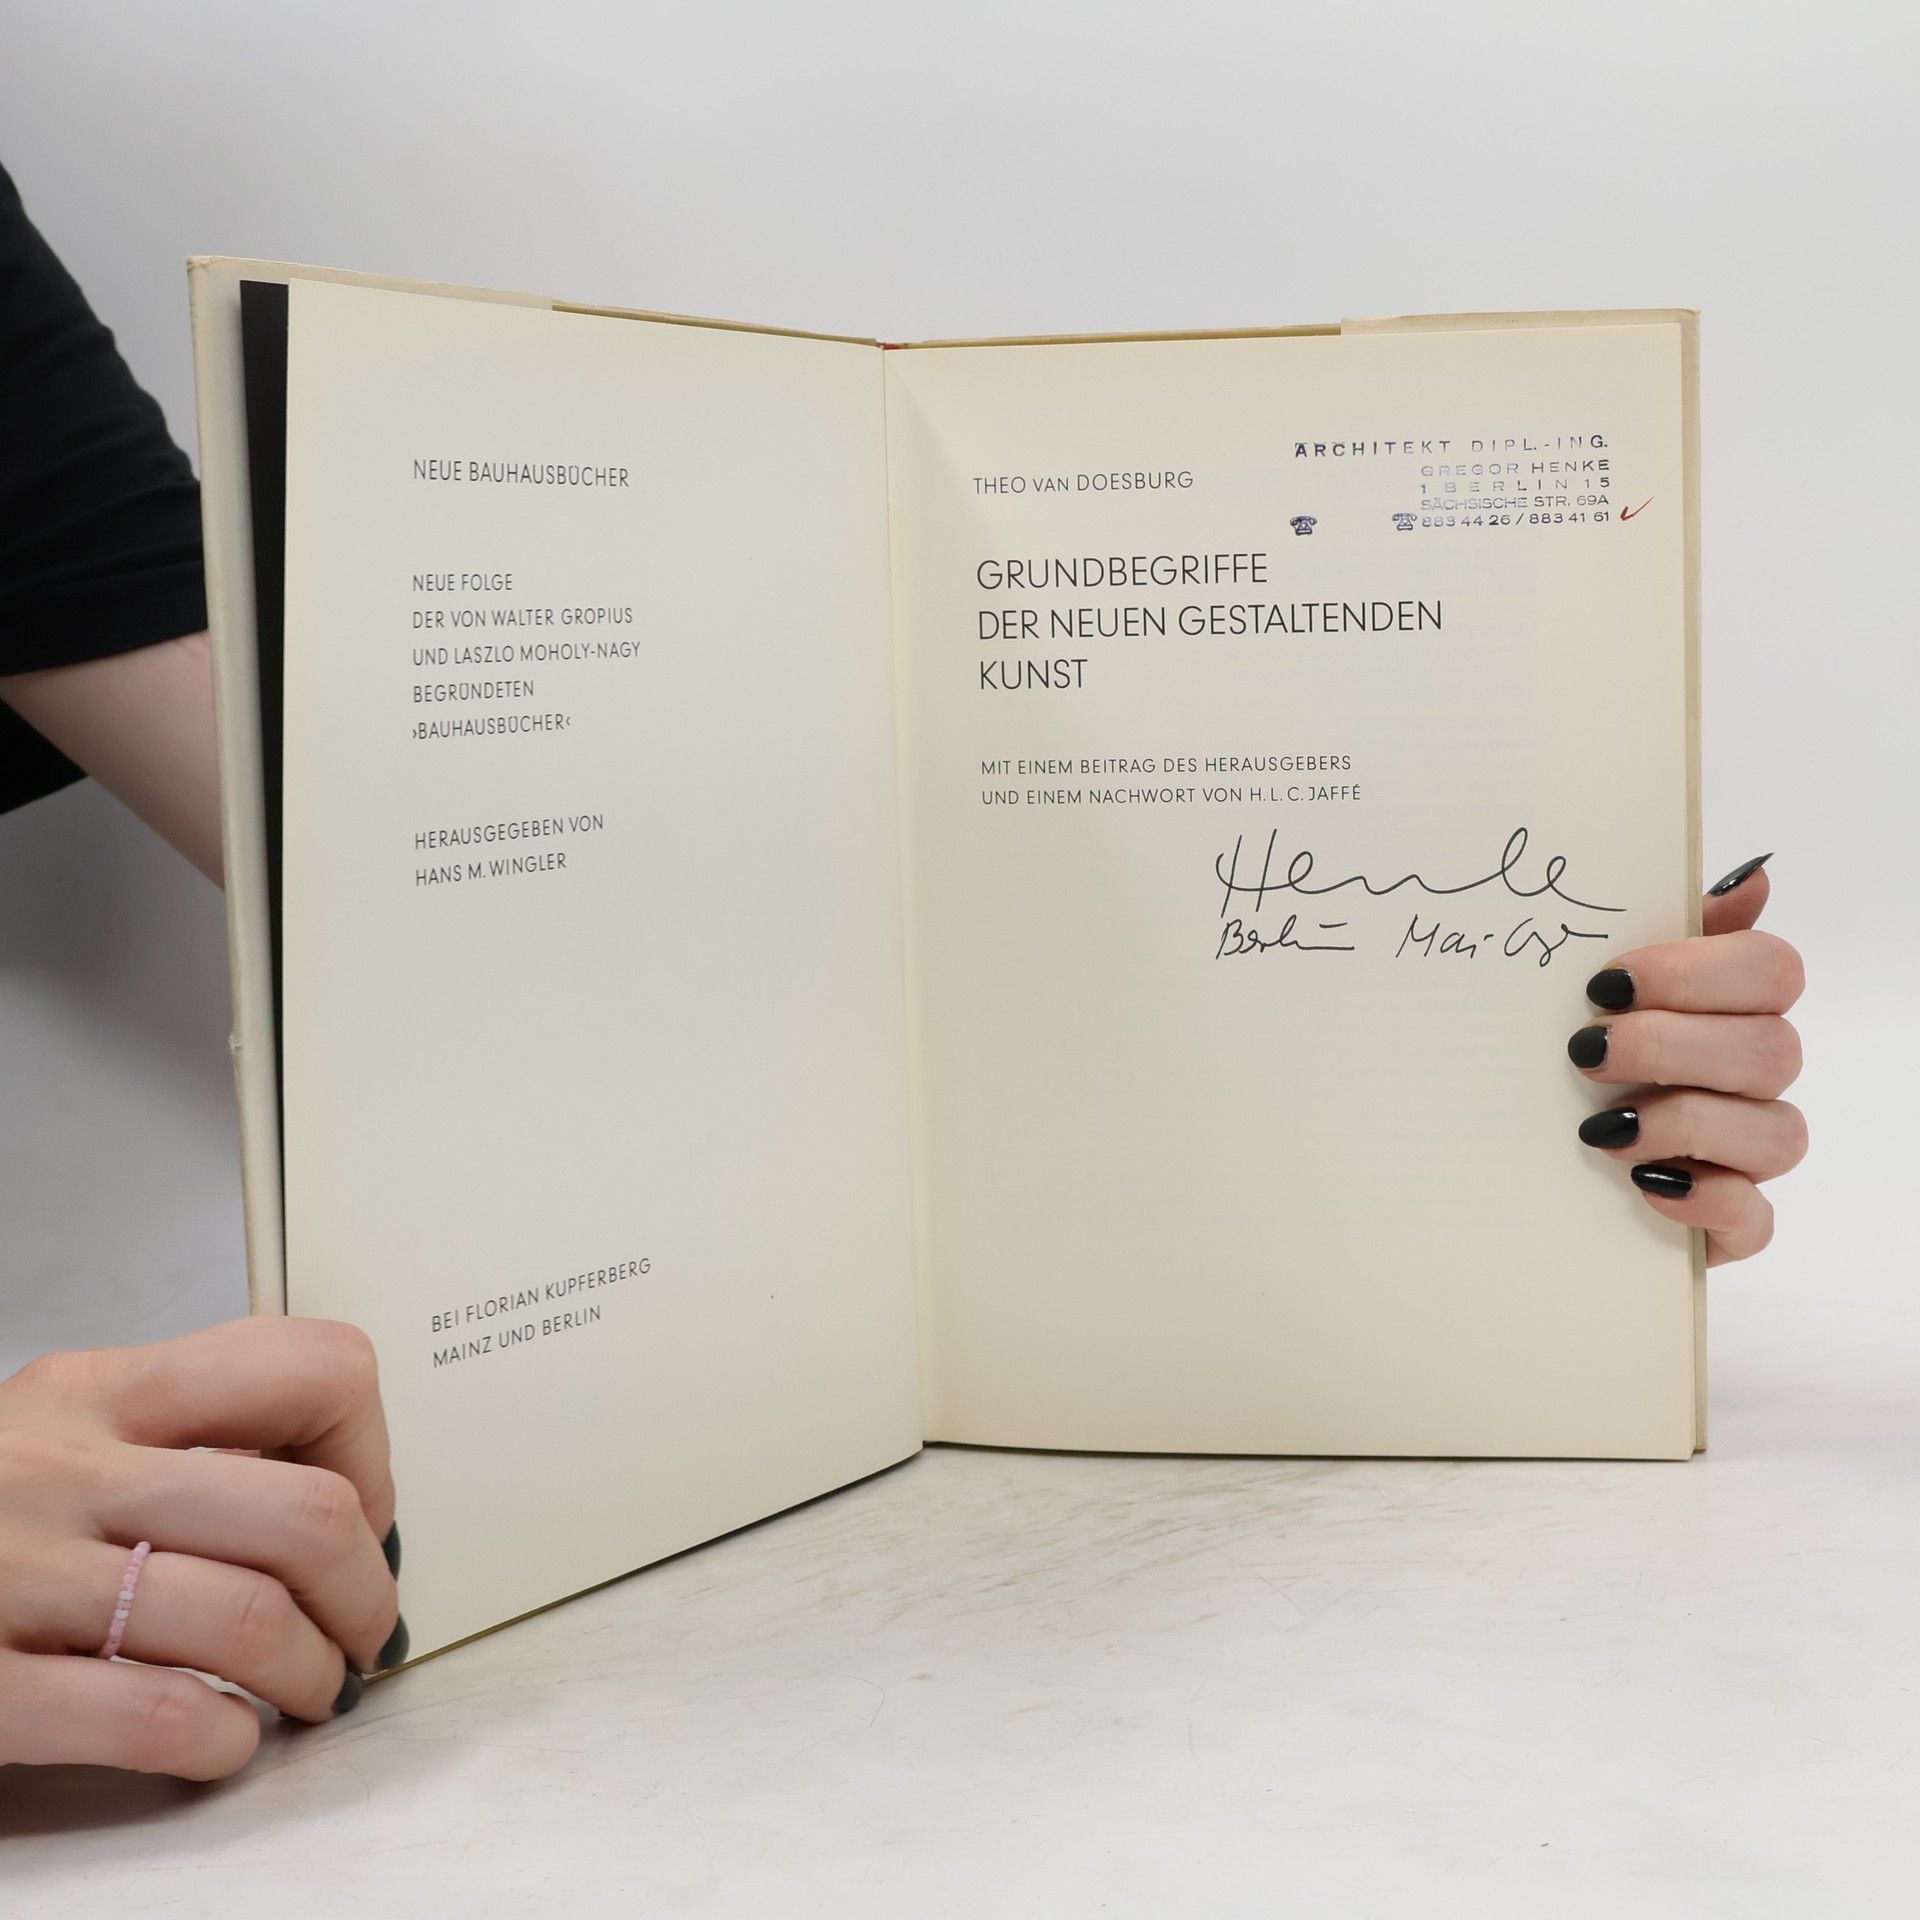 NEUE BAUHAUSBÜCHER
NEUE FOLGE
DER VON WALTER GROPIUS
UND LASZLO MOHOLY-NAGY
BEGRÜNDETEN
›BAUHAUSBÜCHER‹
HERAUSGEGEBEN VON
HANS M. WINGLER
BEI FLORIAN KUPFERBERG
MAINZ UND BERLIN
ARCHITEKT DIPL.-ING.
GREGOR HENKE
1 BERLIN 15
SÄCHSISCHE STR. 69A
☎ ☎ 883 44 26 / 883 41 61
THEO VAN DOESBURG
GRUNDBEGRIFFE
DER NEUEN GESTALTENDEN
KUNST
MIT EINEM BEITRAG DES HERAUSGEBERS
UND EINEM NACHWORT VON H. L. C. JAFFÉ
Henke
Berlin Mai